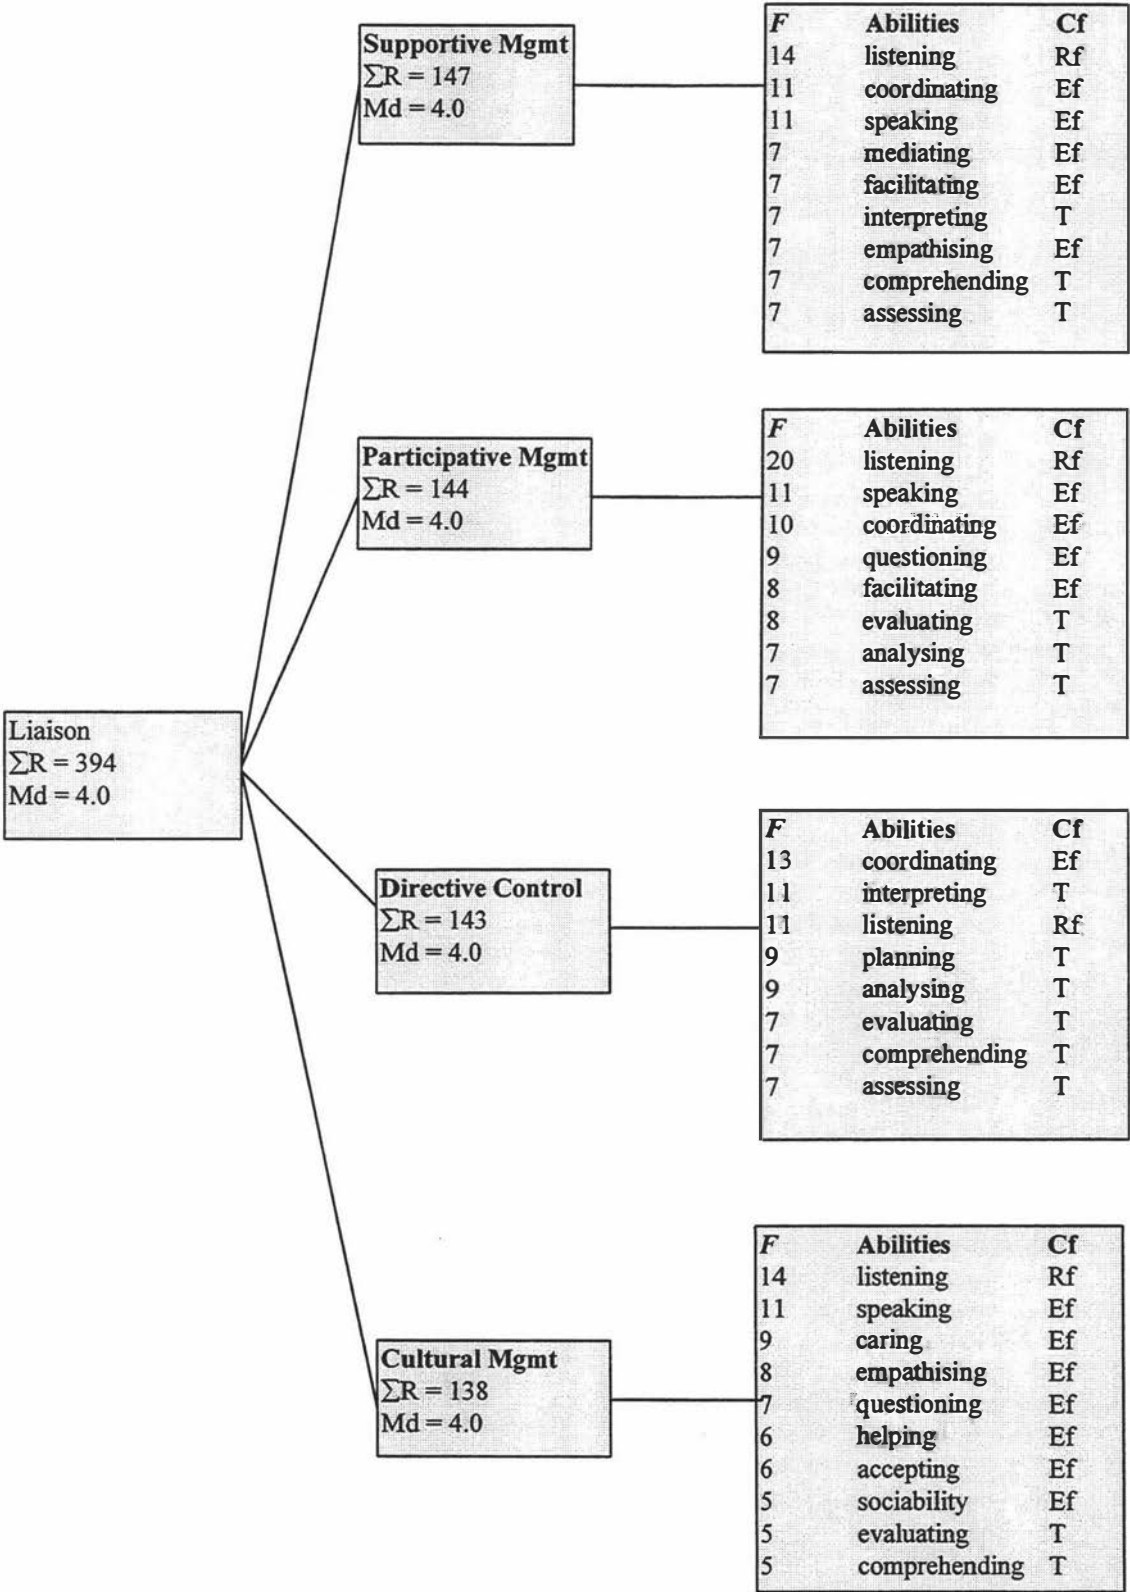 Supportive Mgmt
∑R = 147
Md = 4.0
F Abilities Cf
14 listening Rf
11 coordinating Ef
11 speaking Ef
7 mediating Ef
7 facilitating Ef
7 interpreting T
7 empathising Ef
7 comprehending T
7 assessing T
Participative Mgmt
∑R = 144
Md = 4.0
F Abilities Cf
20 listening Rf
11 speaking Ef
10 coordinating Ef
9 questioning Ef
8 facilitating Ef
8 evaluating T
7 analysing T
7 assessing T
Liaison
∑R = 394
Md = 4.0
Directive Control
∑R = 143
Md = 4.0
F Abilities Cf
13 coordinating Ef
11 interpreting T
11 listening Rf
9 planning T
9 analysing T
7 evaluating T
7 comprehending T
7 assessing T
Cultural Mgmt
∑R = 138
Md = 4.0
F Abilities Cf
14 listening Rf
11 speaking Ef
9 caring Ef
8 empathising Ef
7 questioning Ef
6 helping Ef
6 accepting Ef
5 sociability Ef
5 evaluating T
5 comprehending T